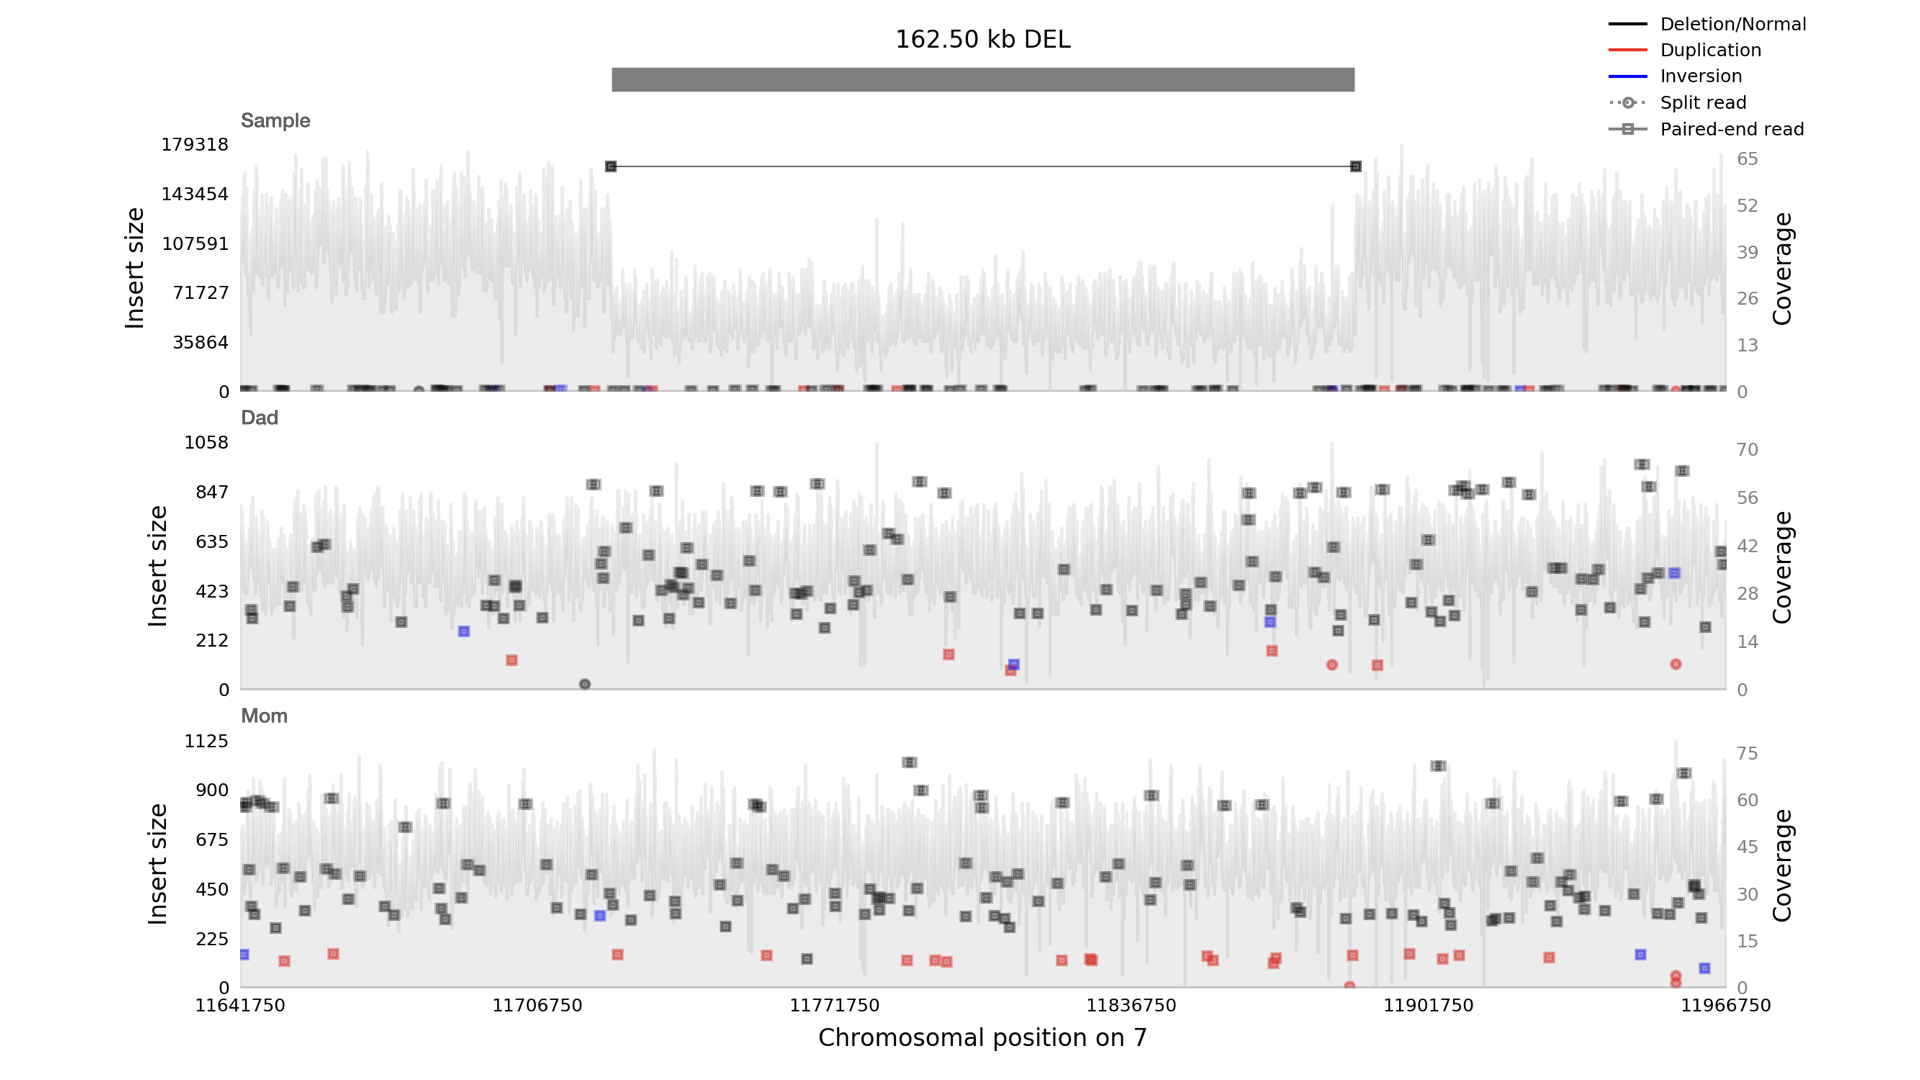 162.50 kb DEL
Deletion/Normal
Duplication
Inversion
Split read
Paired-end read
Sample
179318
143454
107591
71727
35864
0
Insert size
65
52
39
26
13
0
Coverage
Dad
1058
847
635
423
212
0
Insert size
70
56
42
28
14
0
Coverage
Mom
1125
900
675
450
225
0
Insert size
75
60
45
30
15
0
Coverage
11641750 11706750 11771750 11836750 11901750 11966750
Chromosomal position on 7